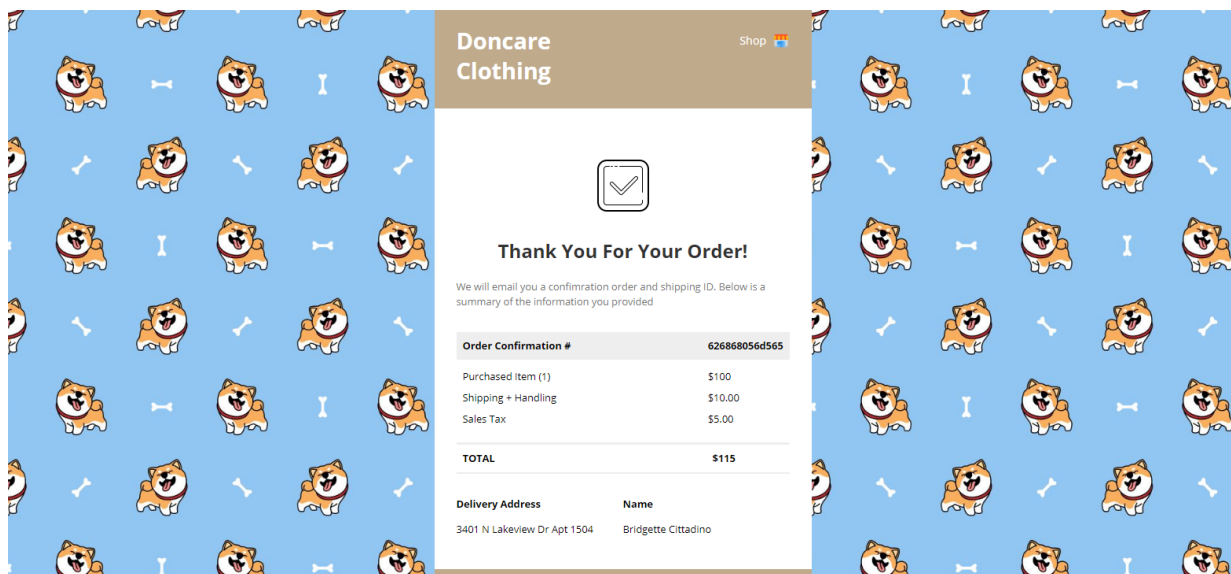 Doncare
Clothing
Shop
Thank You For Your Order!
We will email you a confimration order and shipping ID. Below is a
summary of the information you provided
Order Confirmation # 626868056d565
Purchased Item (1) $100
Shipping + Handling $10.00
Sales Tax $5.00
TOTAL $115
Delivery Address Name
3401 N Lakeview Dr Apt 1504 Bridgette Cittadino